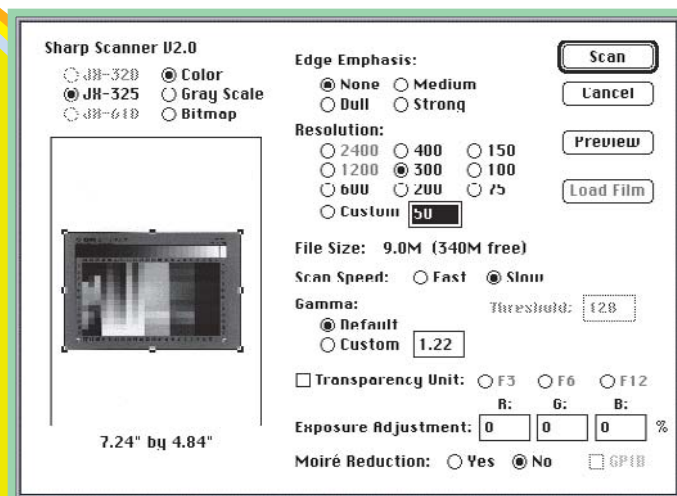 Sharp Scanner V2.0
JX-320 Color
JX-325 Gray Scale
JX-610 Bitmap
7.24" by 4.84"
Edge Emphasis:
None Medium
Dull Strong
Resolution:
2400 400 150
1200 300 100
600 200 75
Custom 50
File Size: 9.0M (340M free)
Scan Speed: Fast Slow
Gamma: Threshold: 128
Default
Custom 1.22
Transparency Unit: F3 F6 F12
R: G: B:
Exposure Adjustment: 0 0 0 %
Moiré Reduction: Yes No GPIB
Scan
Cancel
Preview
Load Film